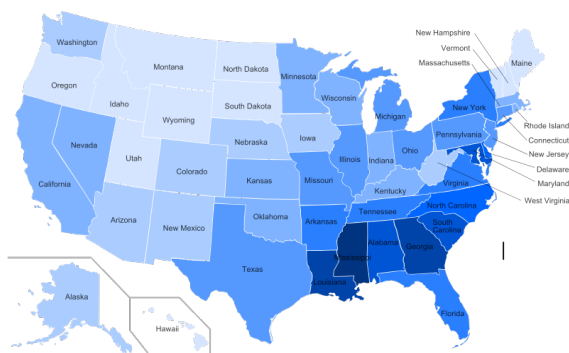 New Hampshire
Vermont
Massachusetts
Washington
Montana
North Dakota
Minnesota
Maine
Oregon
Idaho
Wyoming
South Dakota
Wisconsin
Michigan
New York
Rhode Island
Connecticut
New Jersey
Delaware
Maryland
West Virginia
Nevada
Utah
Colorado
Nebraska
Iowa
Illinois
Indiana
Ohio
Pennsylvania
California
Kansas
Missouri
Kentucky
Virginia
Arizona
New Mexico
Oklahoma
Arkansas
Tennessee
North Carolina
South
Carolina
Texas
Louisiana
Mississippi
Alabama
Georgia
Florida
Alaska
Hawaii